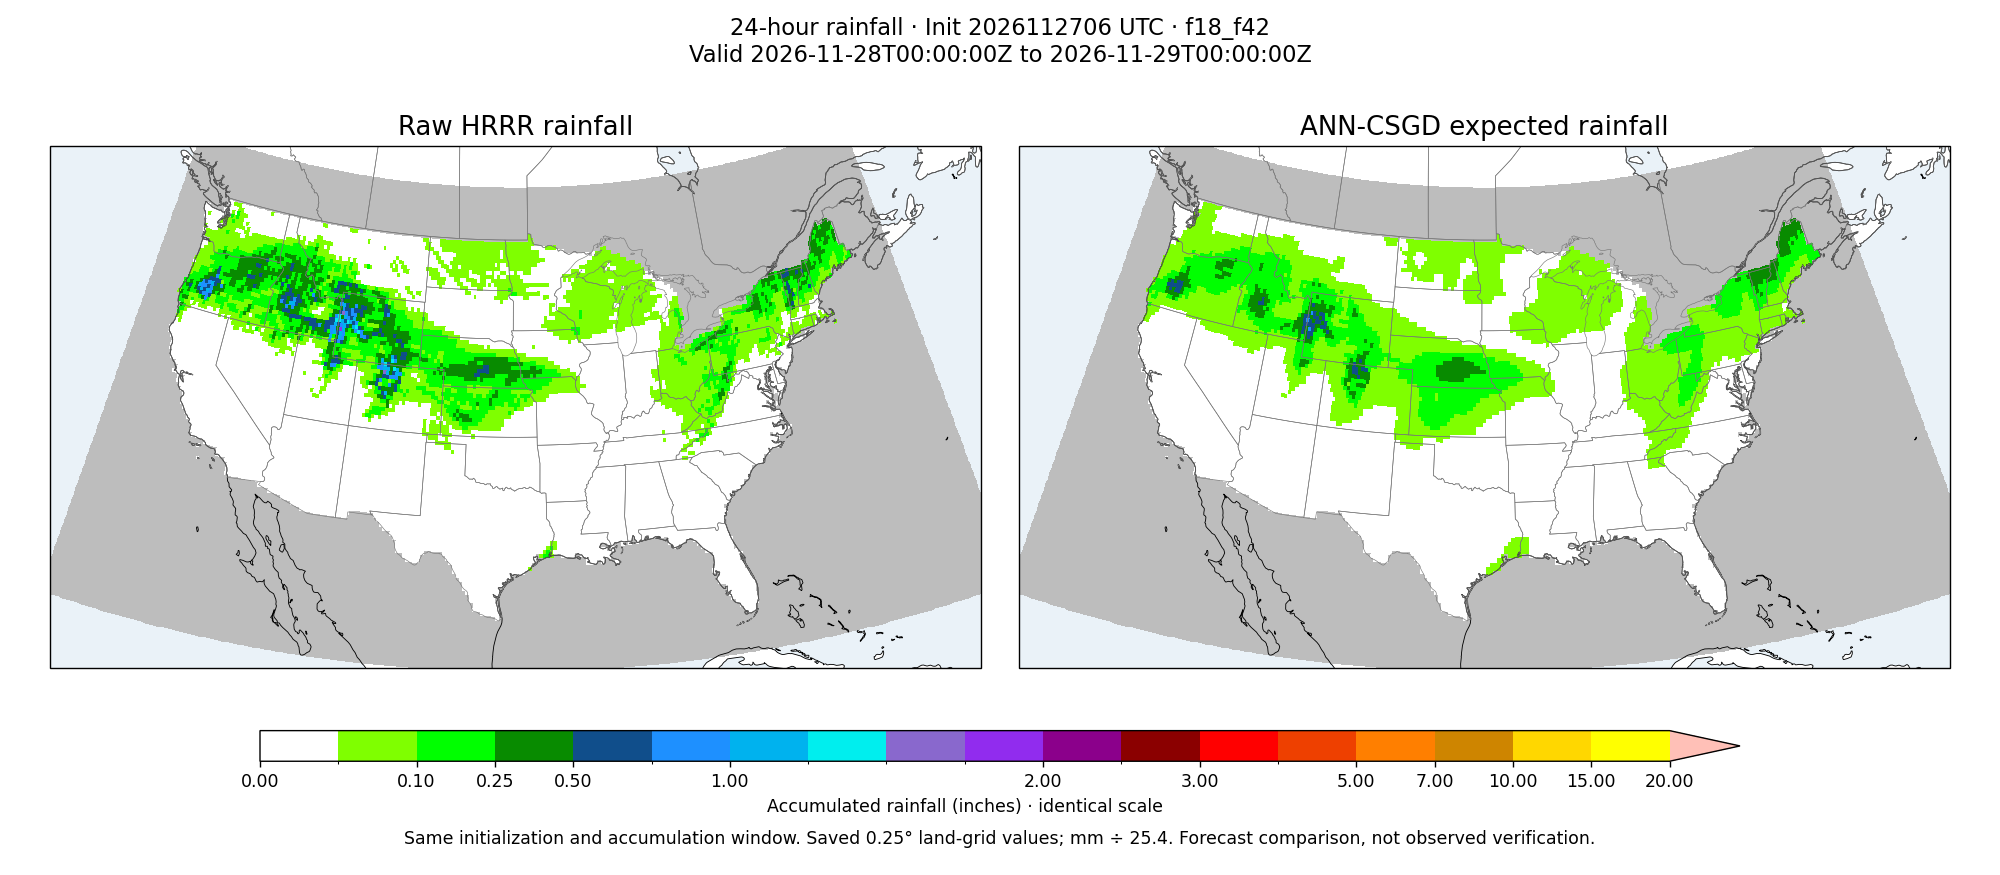 24-hour rainfall · Init 2026112706 UTC · f18_f42
Valid 2026-11-28T00:00:00Z to 2026-11-29T00:00:00Z
Raw HRRR rainfall
ANN-CSGD expected rainfall
0.00 0.10 0.25 0.50 1.00 2.00 3.00 5.00 7.00 10.00 15.00 20.00
Accumulated rainfall (inches) · identical scale
Same initialization and accumulation window. Saved 0.25° land-grid values; mm ÷ 25.4. Forecast comparison, not observed verification.